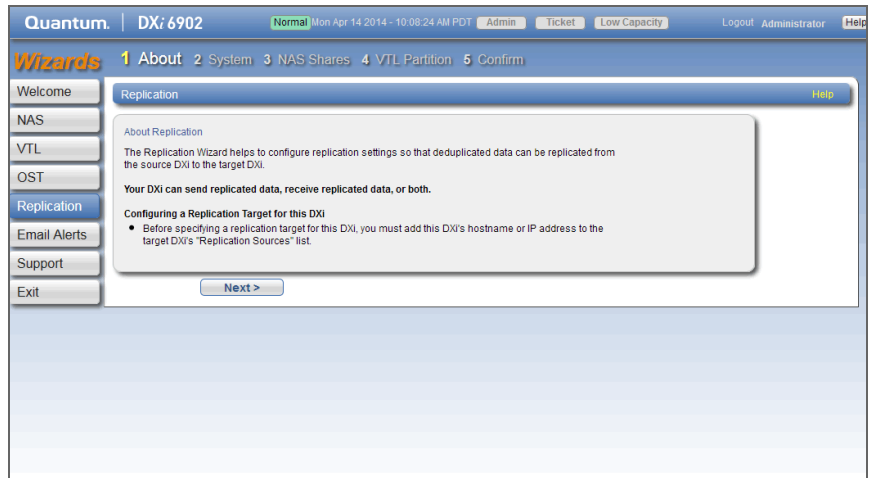 Quantum. DXi 6902 Normal Mon Apr 14 2014 - 10:08:24 AM PDT Admin Ticket Low Capacity Logout Administrator Help
Wizards 1 About 2 System 3 NAS Shares 4 VTL Partition 5 Confirm
Welcome
NAS
VTL
OST
Replication
Email Alerts
Support
Exit
Replication Help
About Replication
The Replication Wizard helps to configure replication settings so that deduplicated data can be replicated from
the source DXi to the target DXi.
Your DXi can send replicated data, receive replicated data, or both.
Configuring a Replication Target for this DXi
• Before specifying a replication target for this DXi, you must add this DXi's hostname or IP address to the
target DXi's "Replication Sources" list.
Next >